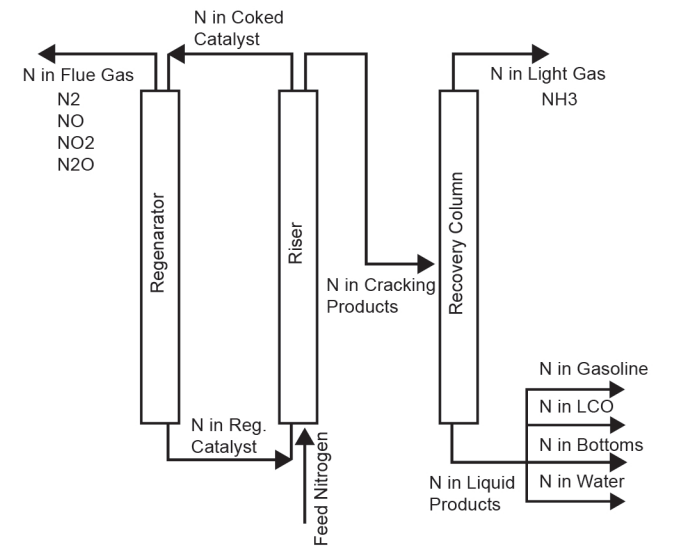 N in Coked
Catalyst
N in Flue Gas
N2
NO
NO2
N2O
N in Light Gas
NH3
Regenarator
Riser
Recovery Column
N in Cracking
Products
N in Reg.
Catalyst
Feed Nitrogen
N in Liquid
Products
N in Gasoline
N in LCO
N in Bottoms
N in Water